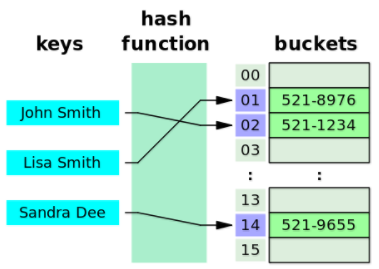 keys
hash
function
buckets
John Smith
Lisa Smith
Sandra Dee
00
01 521-8976
02 521-1234
03
: :
13
14 521-9655
15